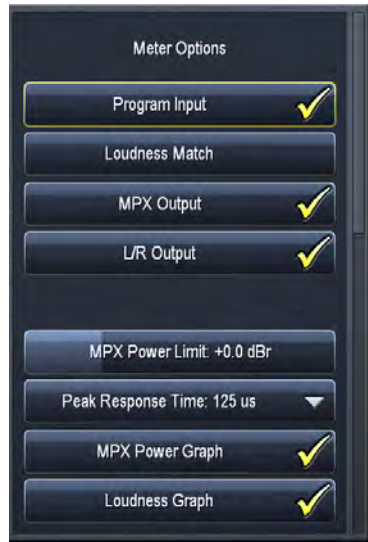 Meter Options
Program Input
Loudness Match
MPX Output
L/R Output
MPX Power Limit: +0.0 dBr
Peak Response Time: 125 us
MPX Power Graph
Loudness Graph